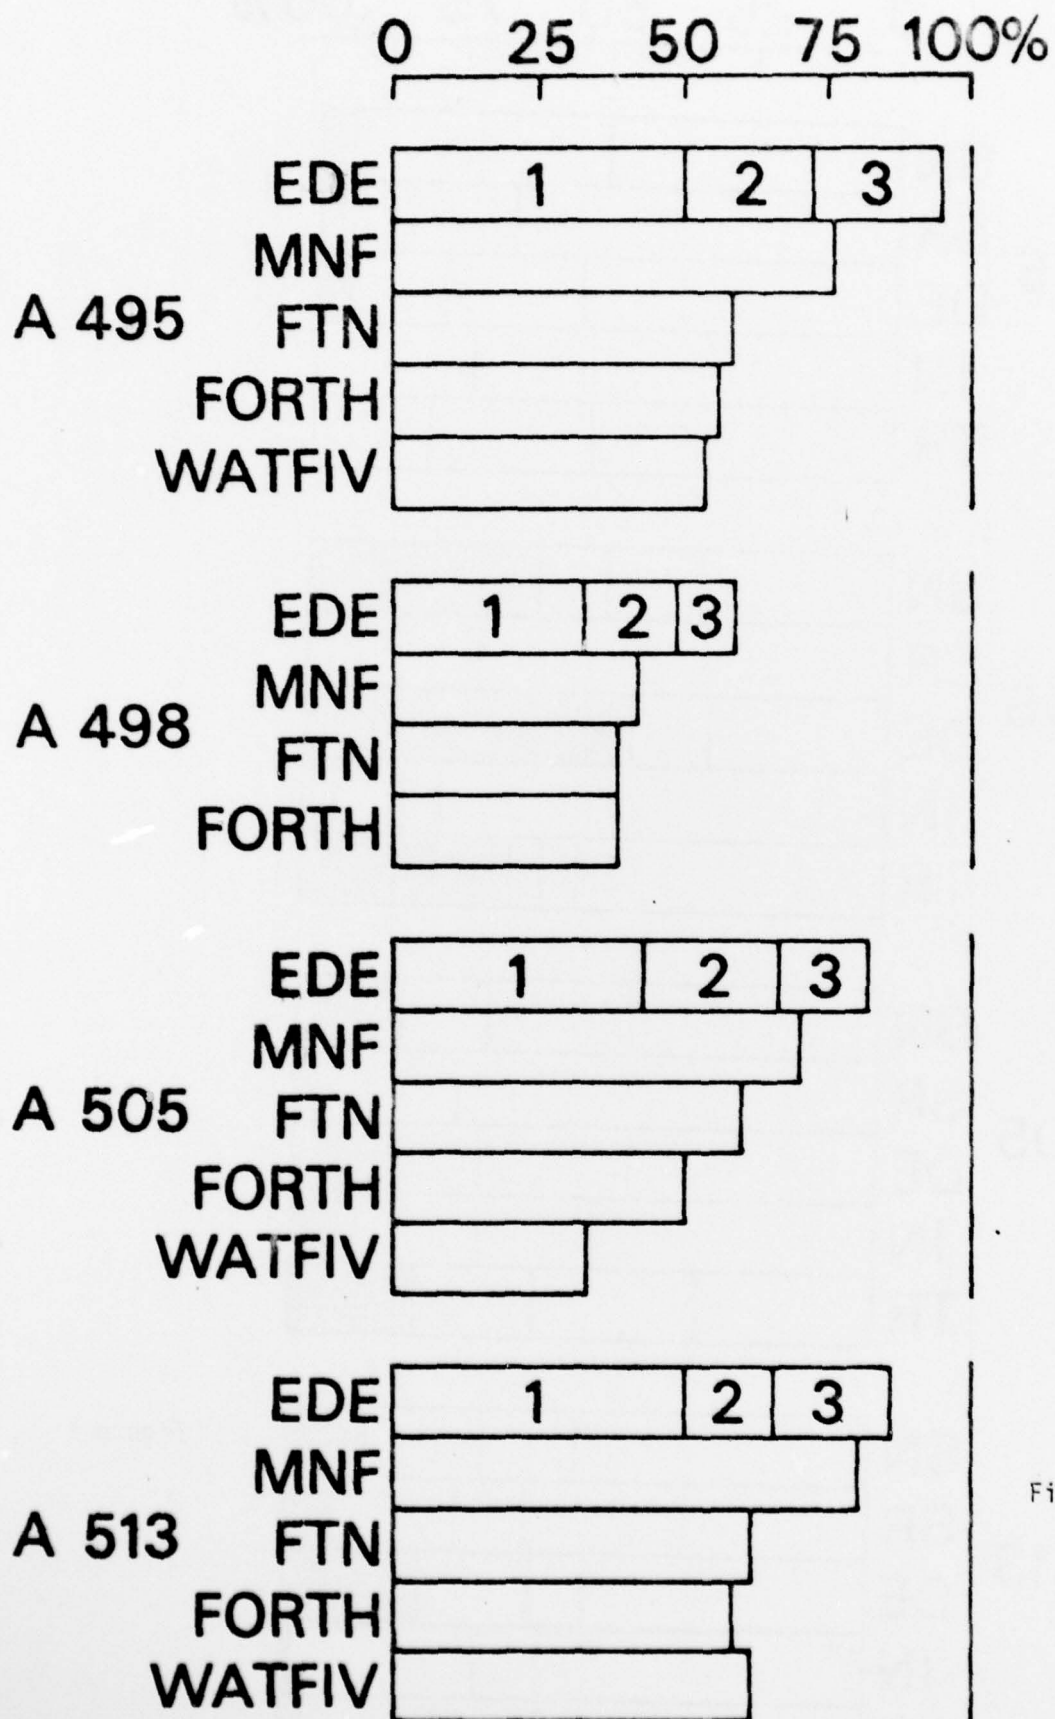 0 25 50 75 100%
EDE 1 2 3
MNF
A 495 FTN
FORTH
WATFIV
EDE 1 2 3
MNF
A 498
FTN
FORTH
EDE 1 2 3
MNF
A 505 FTN
FORTH
WATFIV
EDE 1 2 3
MNF
Fi
A 513 FTN
FORTH
WATFIV